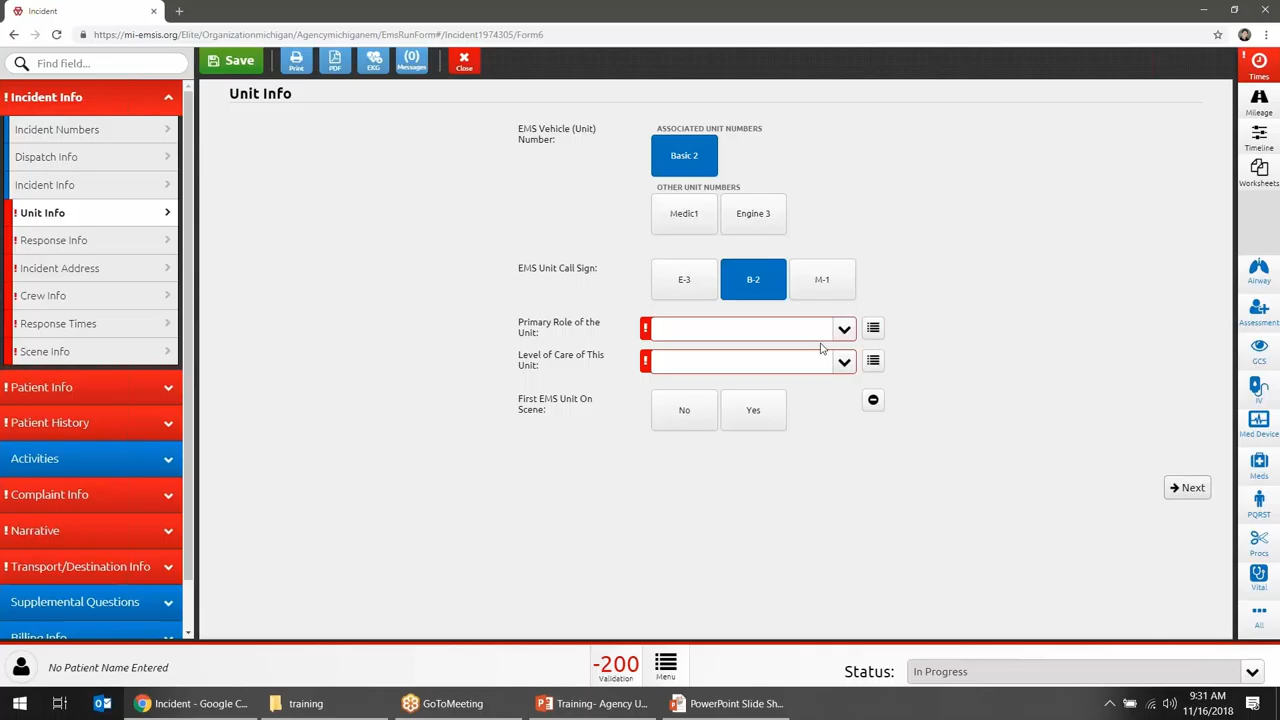 Incident
https://mi-emsis.org/Elite/Organizationmichigan/Agencymichiganem/EmsRunForm#/Incident1974305/Form6
Find field...
Save
Print
PDF
EKG
(0)
Messages
Close
! Incident Info
Incident Numbers
Dispatch Info
Incident Info
! Unit Info
! Response Info
! Incident Address
! Crew Info
! Response Times
! Scene Info
! Patient Info
! Patient History
Activities
! Complaint Info
! Narrative
! Transport/Destination Info
Supplemental Questions
Billing Info
Unit Info
EMS Vehicle (Unit)
Number:
ASSOCIATED UNIT NUMBERS
Basic 2
OTHER UNIT NUMBERS
Medic1
Engine 3
EMS Unit Call Sign:
E-3
B-2
M-1
Primary Role of the
Unit:
!
Level of Care of This
Unit:
!
First EMS Unit On
Scene:
No
Yes
Next
!
Times
Mileage
Timeline
Worksheets
Airway
Assessment
GCS
IV
Med Device
Meds
PQRST
Procs
Vital
All
No Patient Name Entered
-200
Validation
Menu
Status:
In Progress
Incident - Google C...
training
GoToMeeting
Training- Agency U...
PowerPoint Slide Sh...
9:31 AM
11/16/2018